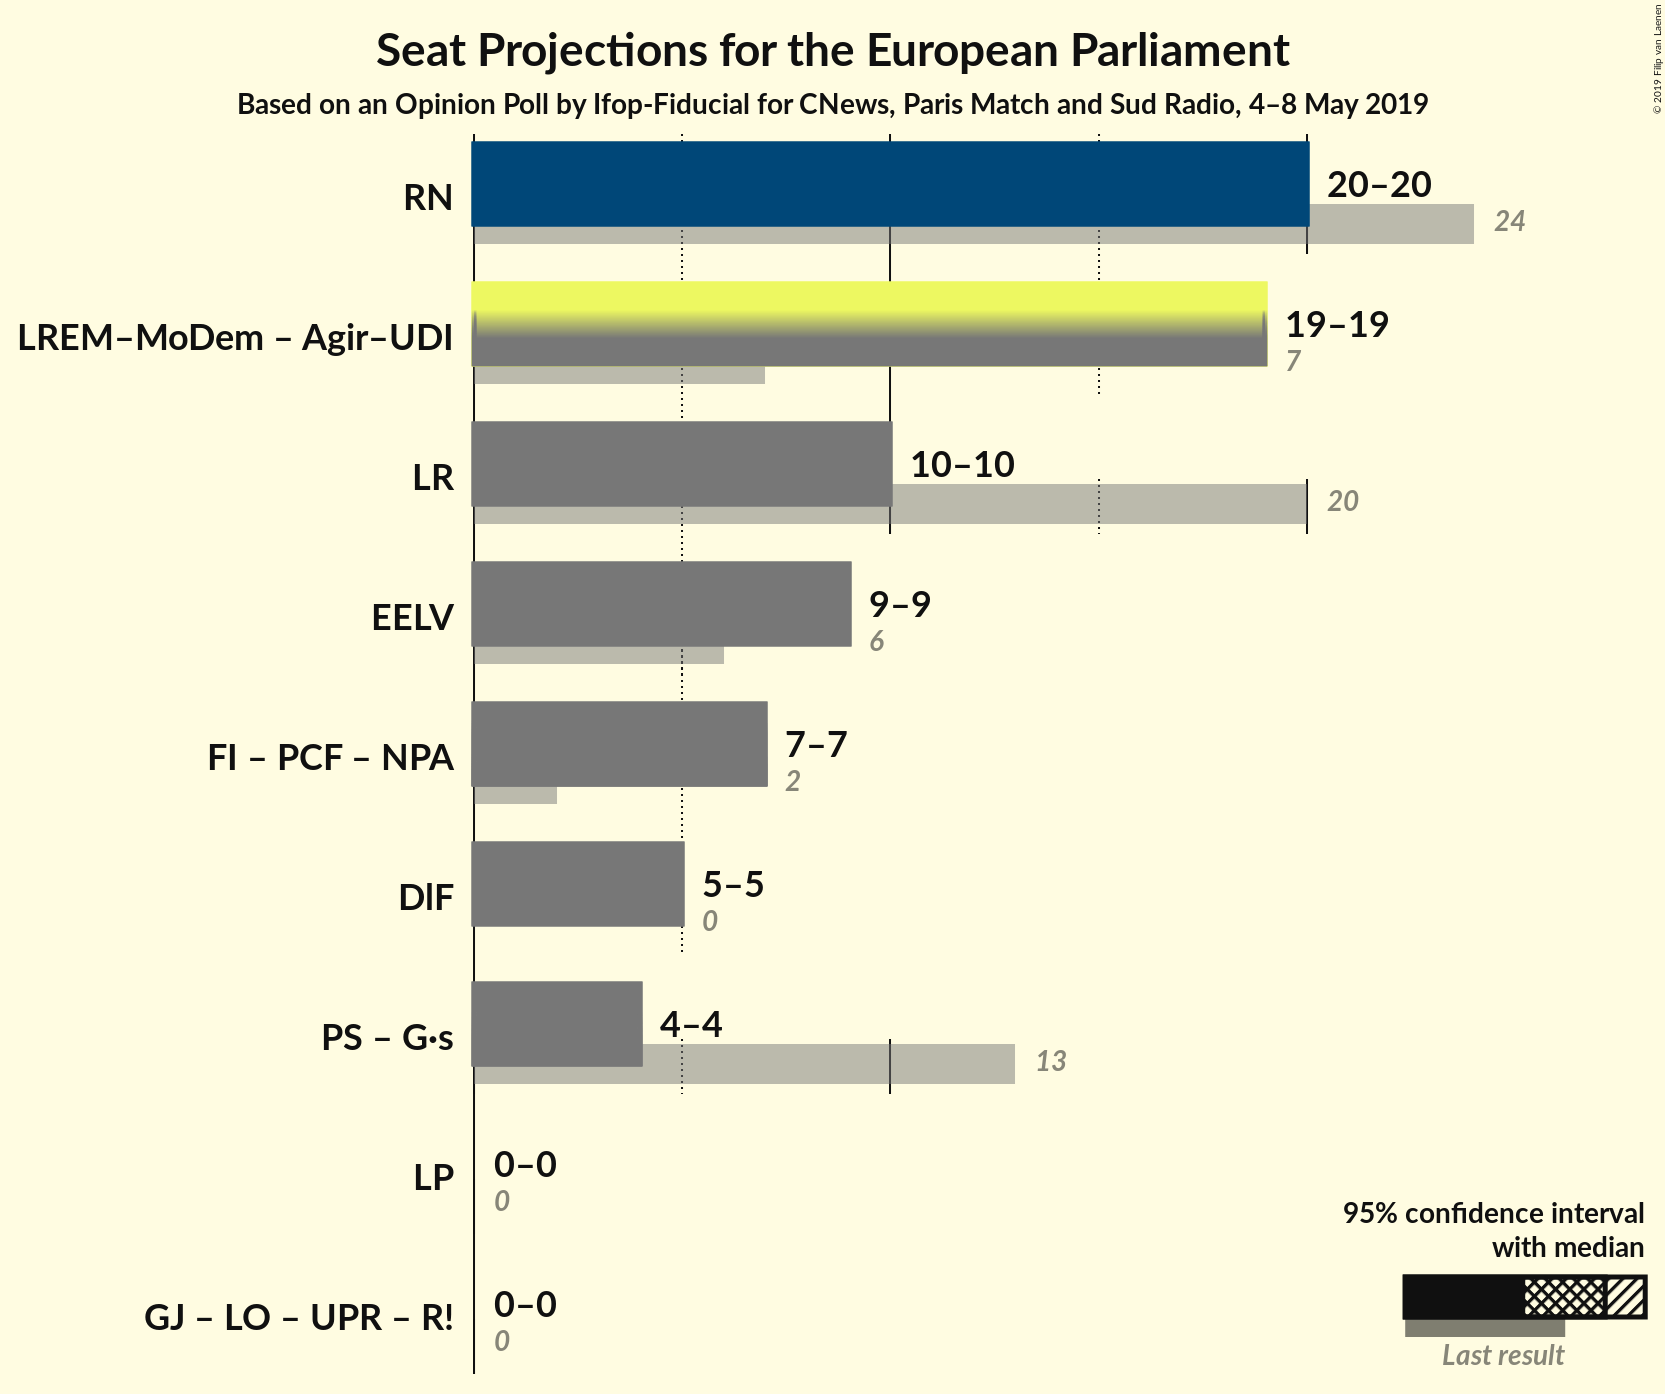 Seat Projections for the European Parliament
Based on an Opinion Poll by Ifop-Fiducial for CNews, Paris Match and Sud Radio, 4–8 May 2019
© 2019 Filip van Laenen
RN
20–20
24
LREM–MoDem – Agir–UDI
19–19
7
LR
10–10
20
EELV
9–9
6
FI – PCF – NPA
7–7
2
DlF
5–5
0
PS – G·s
4–4
13
LP
0–0
0
GJ – LO – UPR – R!
0–0
0
95% confidence interval
with median
Last result